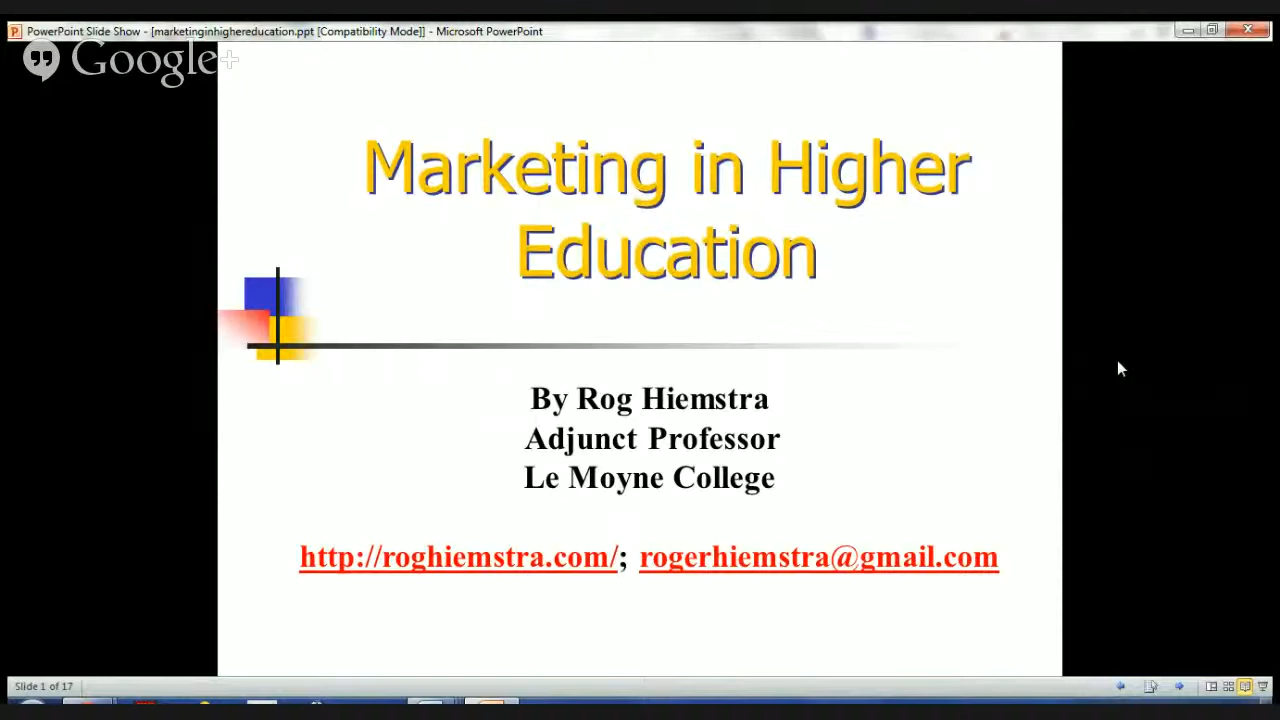 PowerPoint Slide Show - [marketinginhighereducation.ppt [Compatibility Mode]] - Microsoft PowerPoint
Google+
Marketing in Higher
Education
By Rog Hiemstra
Adjunct Professor
Le Moyne College
http://roghiemstra.com/; rogerhiemstra@gmail.com
Slide 1 of 17